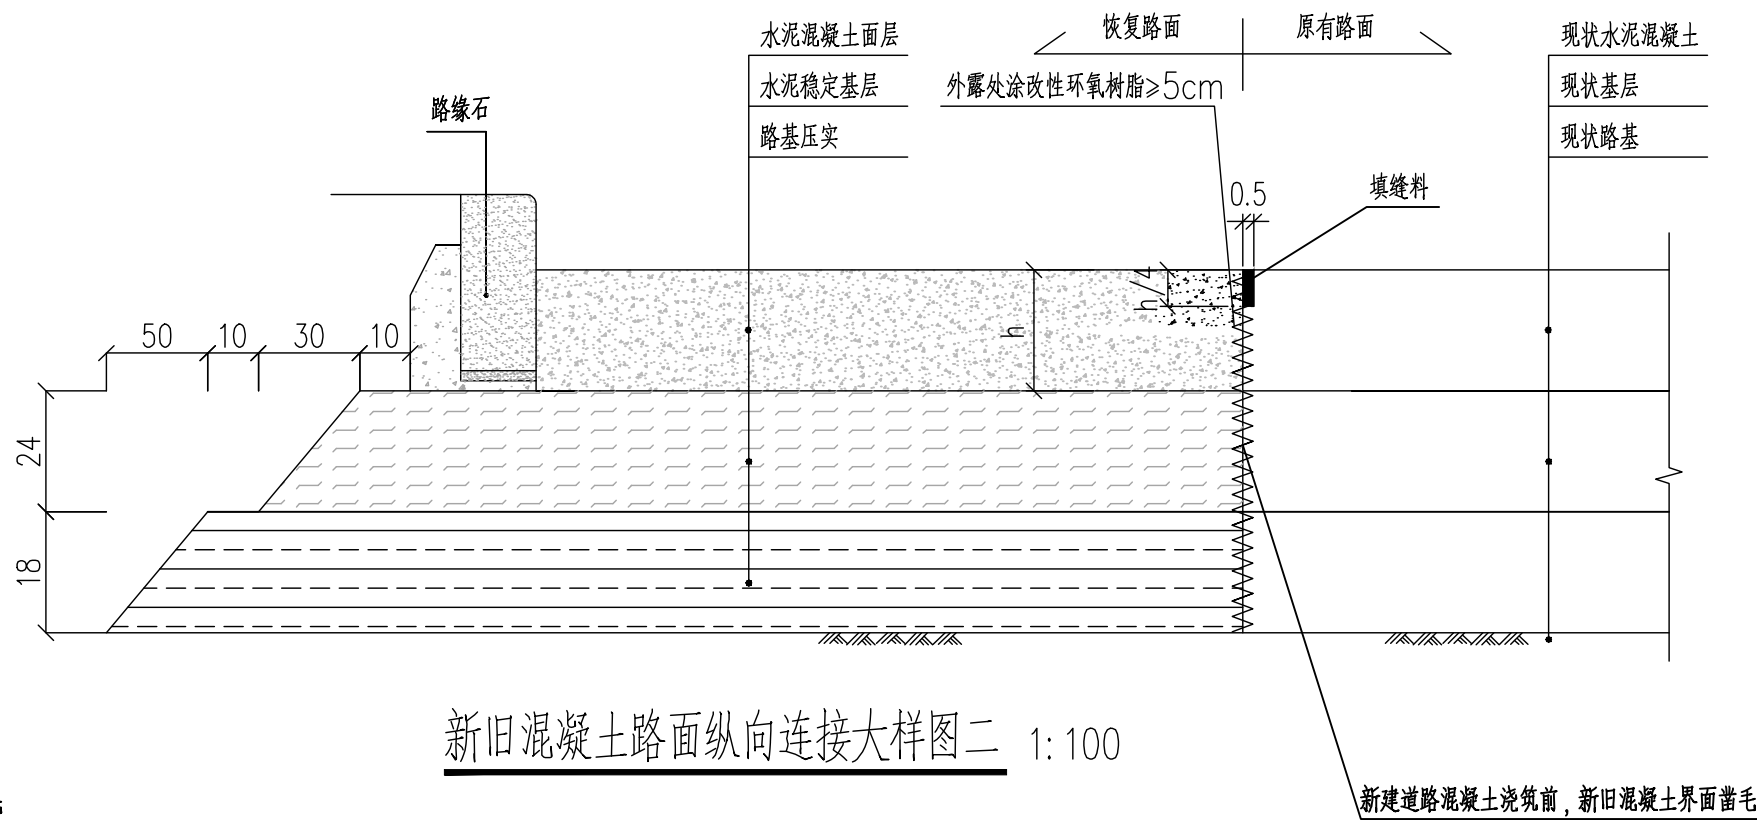 水泥混凝土面层
水泥稳定基层
路基压实
恢复路面
原有路面
外露处涂改性环氧树脂≥5cm
现状水泥混凝土
现状基层
现状路基
路缘石
填缝料
0.5
h/4
h
50
10
30
10
24
18
新旧混凝土路面纵向连接大样图二 1:100
新建道路混凝土浇筑前,新旧混凝土界面凿毛